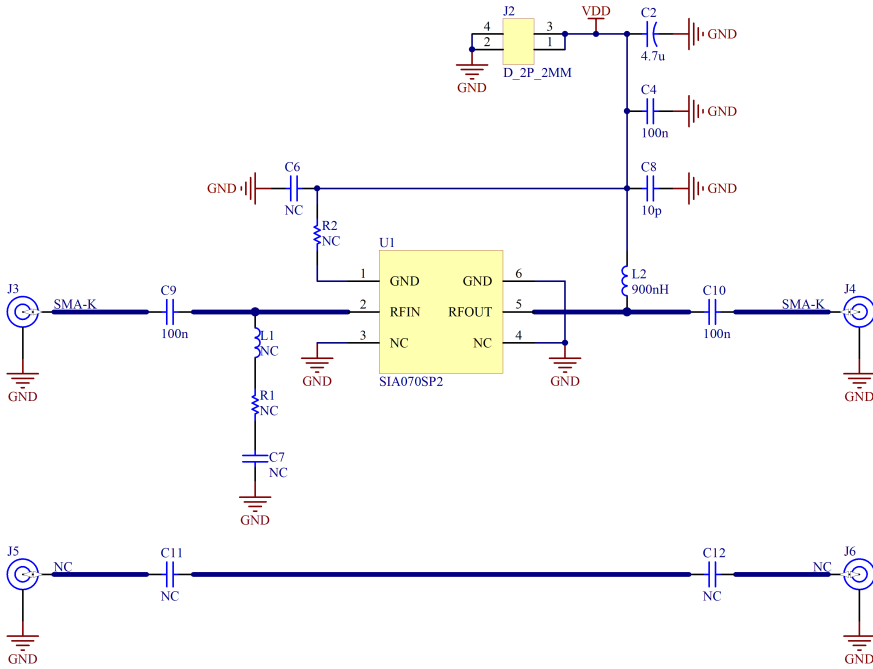 J2
VDD
C2
4
3
GND
2
1
4.7u
D_2P_2MM
GND
C4
GND
100n
C6
C8
GND
GND
NC
10p
R2
NC
U1
1
GND
GND
6
L2
900nH
J3
SMA-K
C9
2
RFIN
RFOUT
5
C10
SMA-K
J4
100n
L1
NC
3
NC
NC
4
100n
GND
SIA070SP2
GND
GND
GND
R1
NC
C7
NC
GND
J5
NC
C11
C12
NC
J6
NC
NC
GND
GND